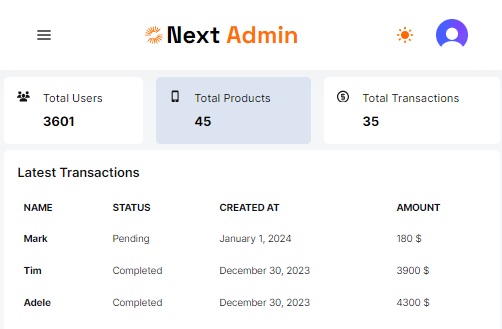 Next Admin
Total Users Total Products Total Transactions
3601 45 35
Latest Transactions
NAME STATUS CREATED AT AMOUNT
Mark Pending January 1, 2024 180 $
Tim Completed December 30, 2023 3900 $
Adele Completed December 30, 2023 4300 $